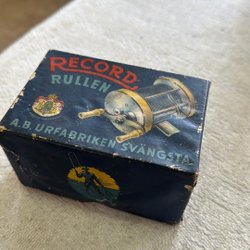 RECORD
RULLEN
A.B. URFABRIKEN SVÄNGSTA